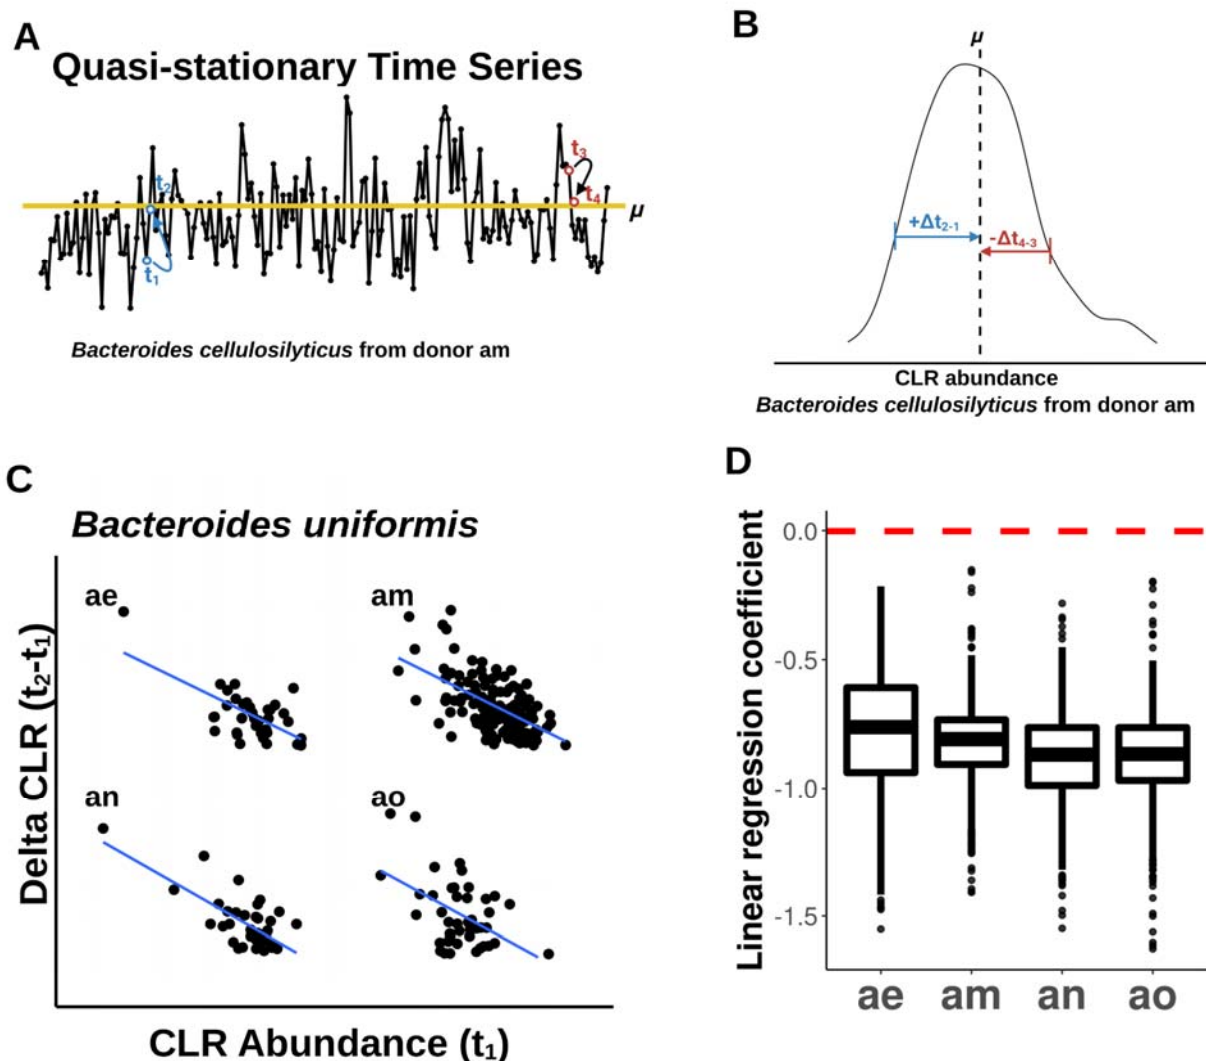 A
Quasi-stationary Time Series
t₂
t₁
t₃
t₄
μ
Bacteroides cellulosilyticus from donor am
B
μ
+Δt₂₋₁
-Δt₄₋₃
CLR abundance
Bacteroides cellulosilyticus from donor am
C
Bacteroides uniformis
Delta CLR (t₂-t₁)
ae
am
an
ao
CLR Abundance (t₁)
D
Linear regression coefficient
0.0
-0.5
-1.0
-1.5
ae
am
an
ao